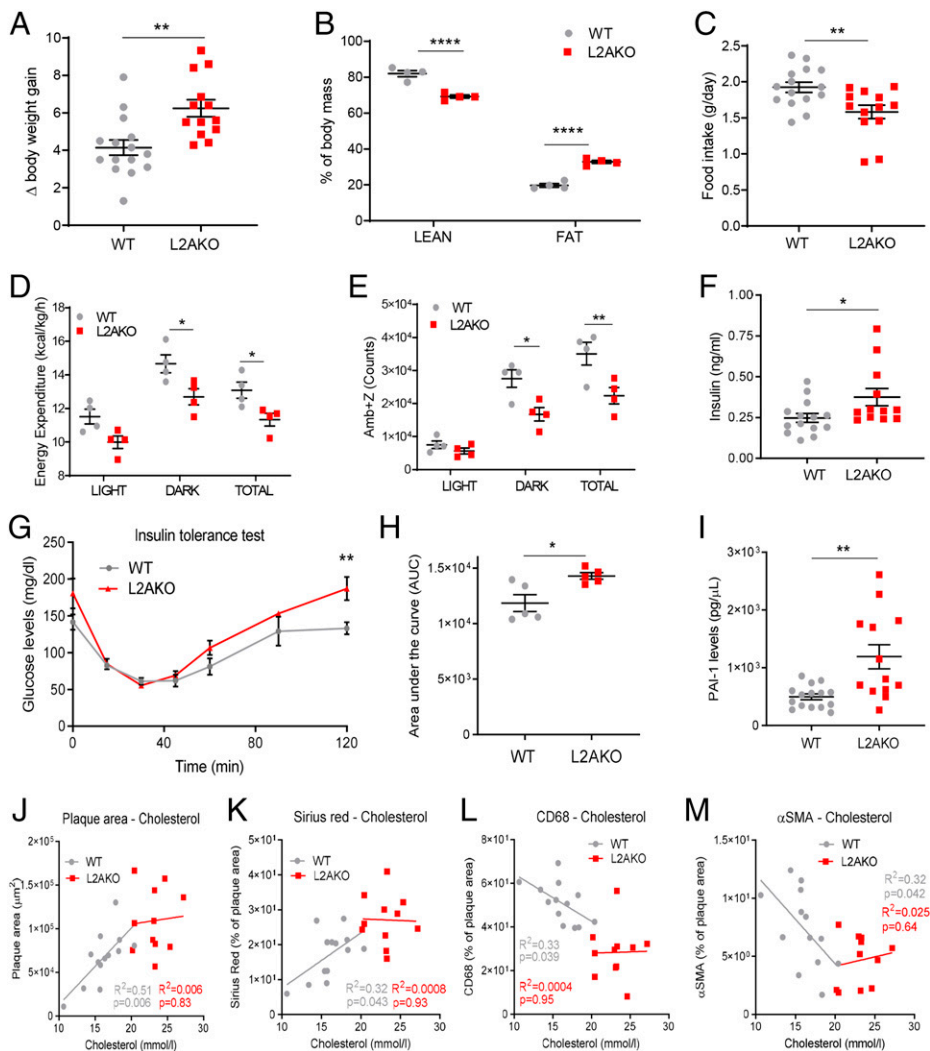 A
**
Δ body weight gain
10
8
6
4
2
0
WT
L2AKO
B
WT
L2AKO
****
****
% of body mass
100
80
60
40
20
0
LEAN
FAT
C
**
Food intake (g/day)
2.5
2.0
1.5
1.0
0.5
0.0
WT
L2AKO
D
WT
L2AKO
*
*
Energy Expenditure (kcal/kg/h)
18
16
14
12
10
LIGHT
DARK
TOTAL
E
WT
L2AKO
*
**
Amb+Z (Counts)
5×10⁴
4×10⁴
3×10⁴
2×10⁴
1×10⁴
0
LIGHT
DARK
TOTAL
F
*
Insulin (ng/ml)
1.00
0.75
0.50
0.25
0.00
WT
L2AKO
G
Insulin tolerance test
WT
L2AKO
**
Glucose levels (mg/dl)
200
150
100
50
0
0
40
80
120
Time (min)
H
*
Area under the curve (AUC)
1.5×10⁴
1×10⁴
5×10³
0
WT
L2AKO
I
**
PAI-1 levels (pg/μL)
3×10³
2×10³
1×10³
0
WT
L2AKO
J
Plaque area - Cholesterol
WT
L2AKO
Plaque area (μm²)
2×10⁵
1.5×10⁵
1×10⁵
5×10⁴
0
R²=0.51
p=0.006
R²=0.006
p=0.83
10 15 20 25 30
Cholesterol (mmol/l)
K
Sirius red - Cholesterol
WT
L2AKO
Sirius Red (% of plaque area)
5×10¹
4×10¹
3×10¹
2×10¹
1×10¹
0
R²=0.32
p=0.043
R²=0.0008
p=0.93
10 15 20 25 30
Cholesterol (mmol/l)
L
CD68 - Cholesterol
WT
L2AKO
CD68 (% of plaque area)
8×10¹
6×10¹
4×10¹
2×10¹
0
R²=0.33
p=0.039
R²=0.0004
p=0.95
10 15 20 25 30
Cholesterol (mmol/l)
M
αSMA - Cholesterol
WT
L2AKO
αSMA (% of plaque area)
2×10¹
1.5×10¹
1×10¹
5×10⁰
0
R²=0.32
p=0.042
R²=0.025
p=0.64
10 15 20 25 30
Cholesterol (mmol/l)